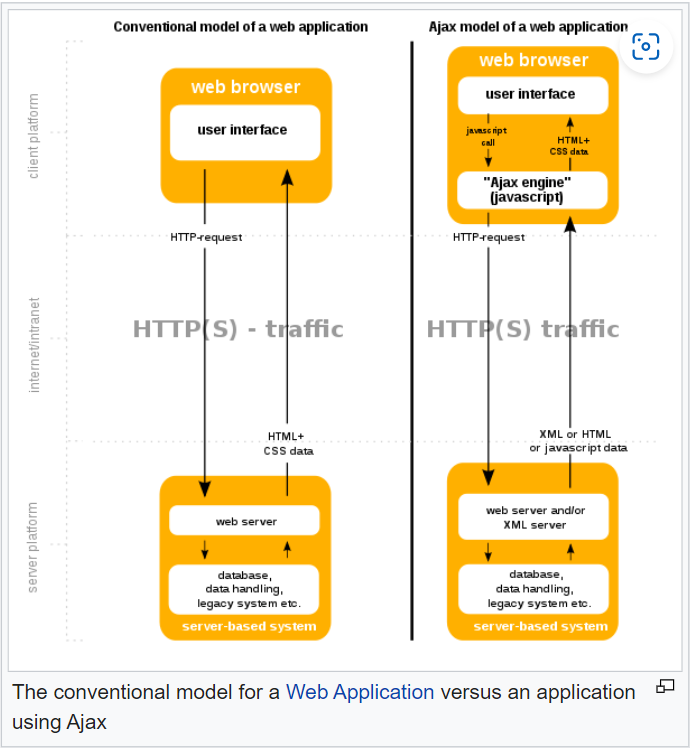 Conventional model of a web application
web browser
user interface
HTTP-request
HTTP(S) - traffic
HTML+
CSS data
web server
database,
data handling,
legacy system etc.
server-based system
Ajax model of a web application
web browser
user interface
javascript
call
HTML+
CSS data
"Ajax engine"
(javascript)
HTTP-request
HTTP(S) traffic
XML or HTML
or javascript data
web server and/or
XML server
database,
data handling,
legacy system etc.
server-based system
client platform
internet/intranet
server platform
The conventional model for a Web Application versus an application
using Ajax